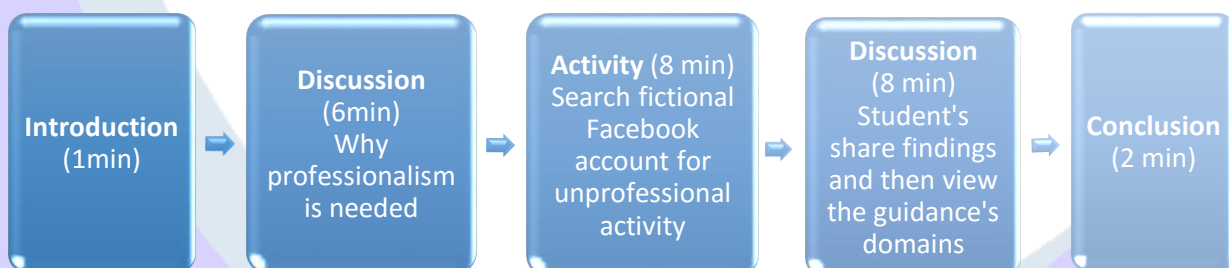 Introduction
(1min)
Discussion
(6min)
Why
professionalism
is needed
Activity (8 min)
Search fictional
Facebook
account for
unprofessional
activity
Discussion
(8 min)
Student's
share findings
and then view
the guidance's
domains
Conclusion
(2 min)